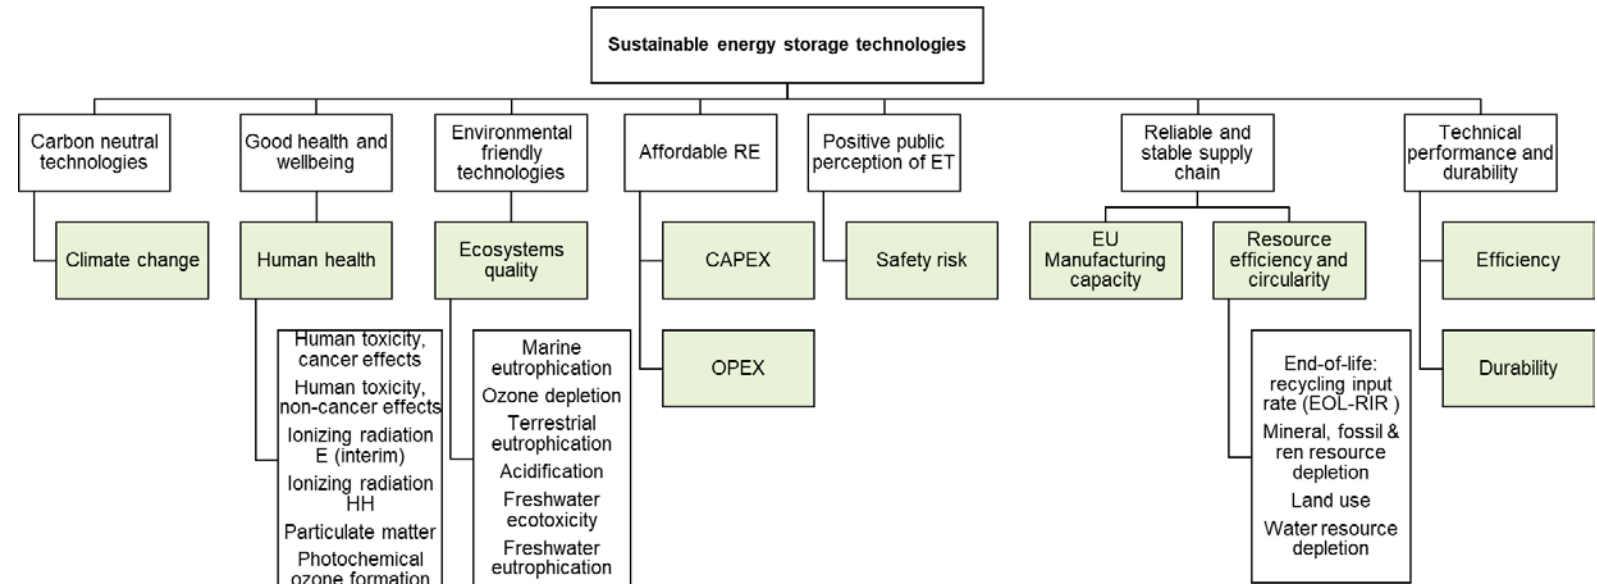 Sustainable energy storage technologies
Carbon neutral
technologies
Good health and
wellbeing
Environmental
friendly
technologies
Affordable RE
Positive public
perception of ET
Reliable and
stable supply
chain
Technical
performance and
durability
Climate change
Human health
Ecosystems
quality
CAPEX
Safety risk
EU
Manufacturing
capacity
Resource
efficiency and
circularity
Efficiency
Human toxicity,
cancer effects
Human toxicity,
non-cancer effects
Ionizing radiation
E (interim)
Ionizing radiation
HH
Particulate matter
Photochemical
ozone formation
Marine
eutrophication
Ozone depletion
Terrestrial
eutrophication
Acidification
Freshwater
ecotoxicity
Freshwater
eutrophication
OPEX
End-of-life:
recycling input
rate (EOL-RIR )
Mineral, fossil &
ren resource
depletion
Land use
Water resource
depletion
Durability